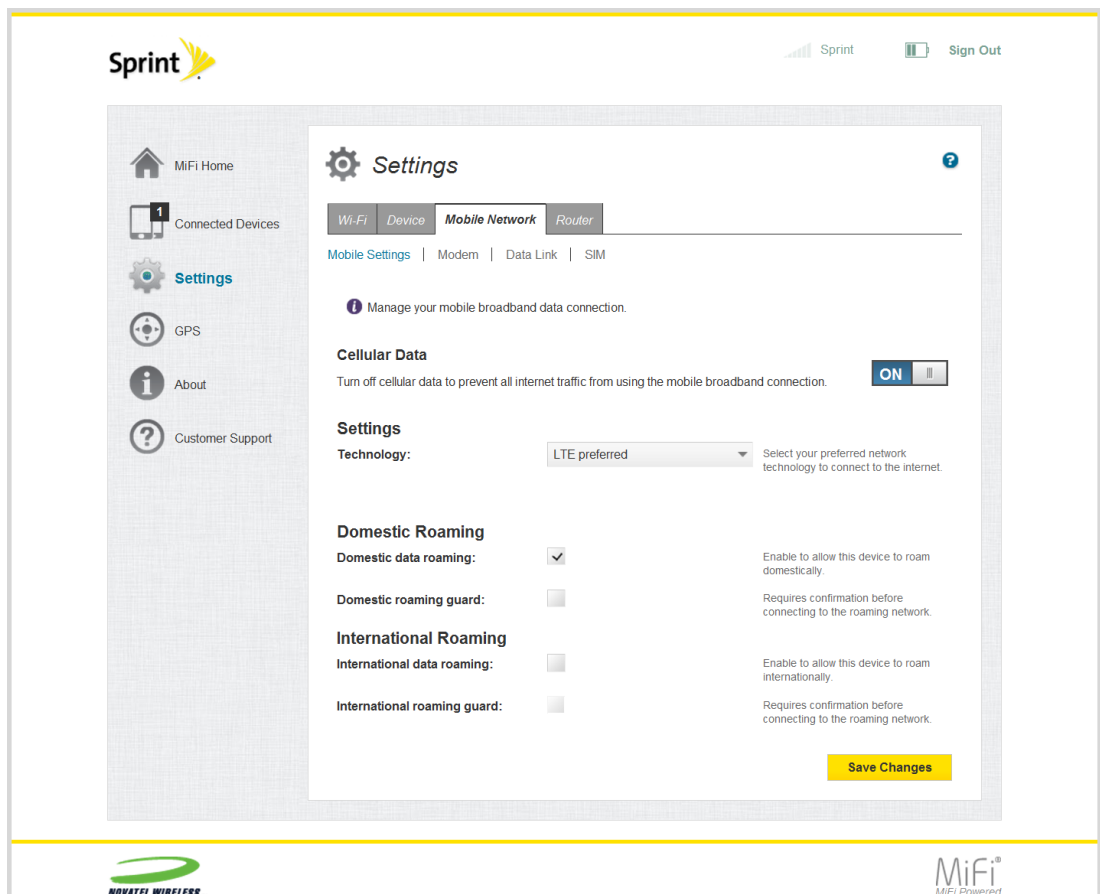 Sprint
Sprint
Sign Out
MiFi Home
1
Connected Devices
Settings
GPS
About
Customer Support
Settings
Wi-Fi Device Mobile Network Router
Mobile Settings | Modem | Data Link | SIM
Manage your mobile broadband data connection.
Cellular Data
Turn off cellular data to prevent all internet traffic from using the mobile broadband connection.
ON
Settings
Technology:
LTE preferred
Select your preferred network
technology to connect to the internet.
Domestic Roaming
Domestic data roaming:
Enable to allow this device to roam
domestically.
Domestic roaming guard:
Requires confirmation before
connecting to the roaming network.
International Roaming
International data roaming:
Enable to allow this device to roam
internationally.
International roaming guard:
Requires confirmation before
connecting to the roaming network.
Save Changes
NOVATEL WIRELESS
MiFi®
MiFi Powered